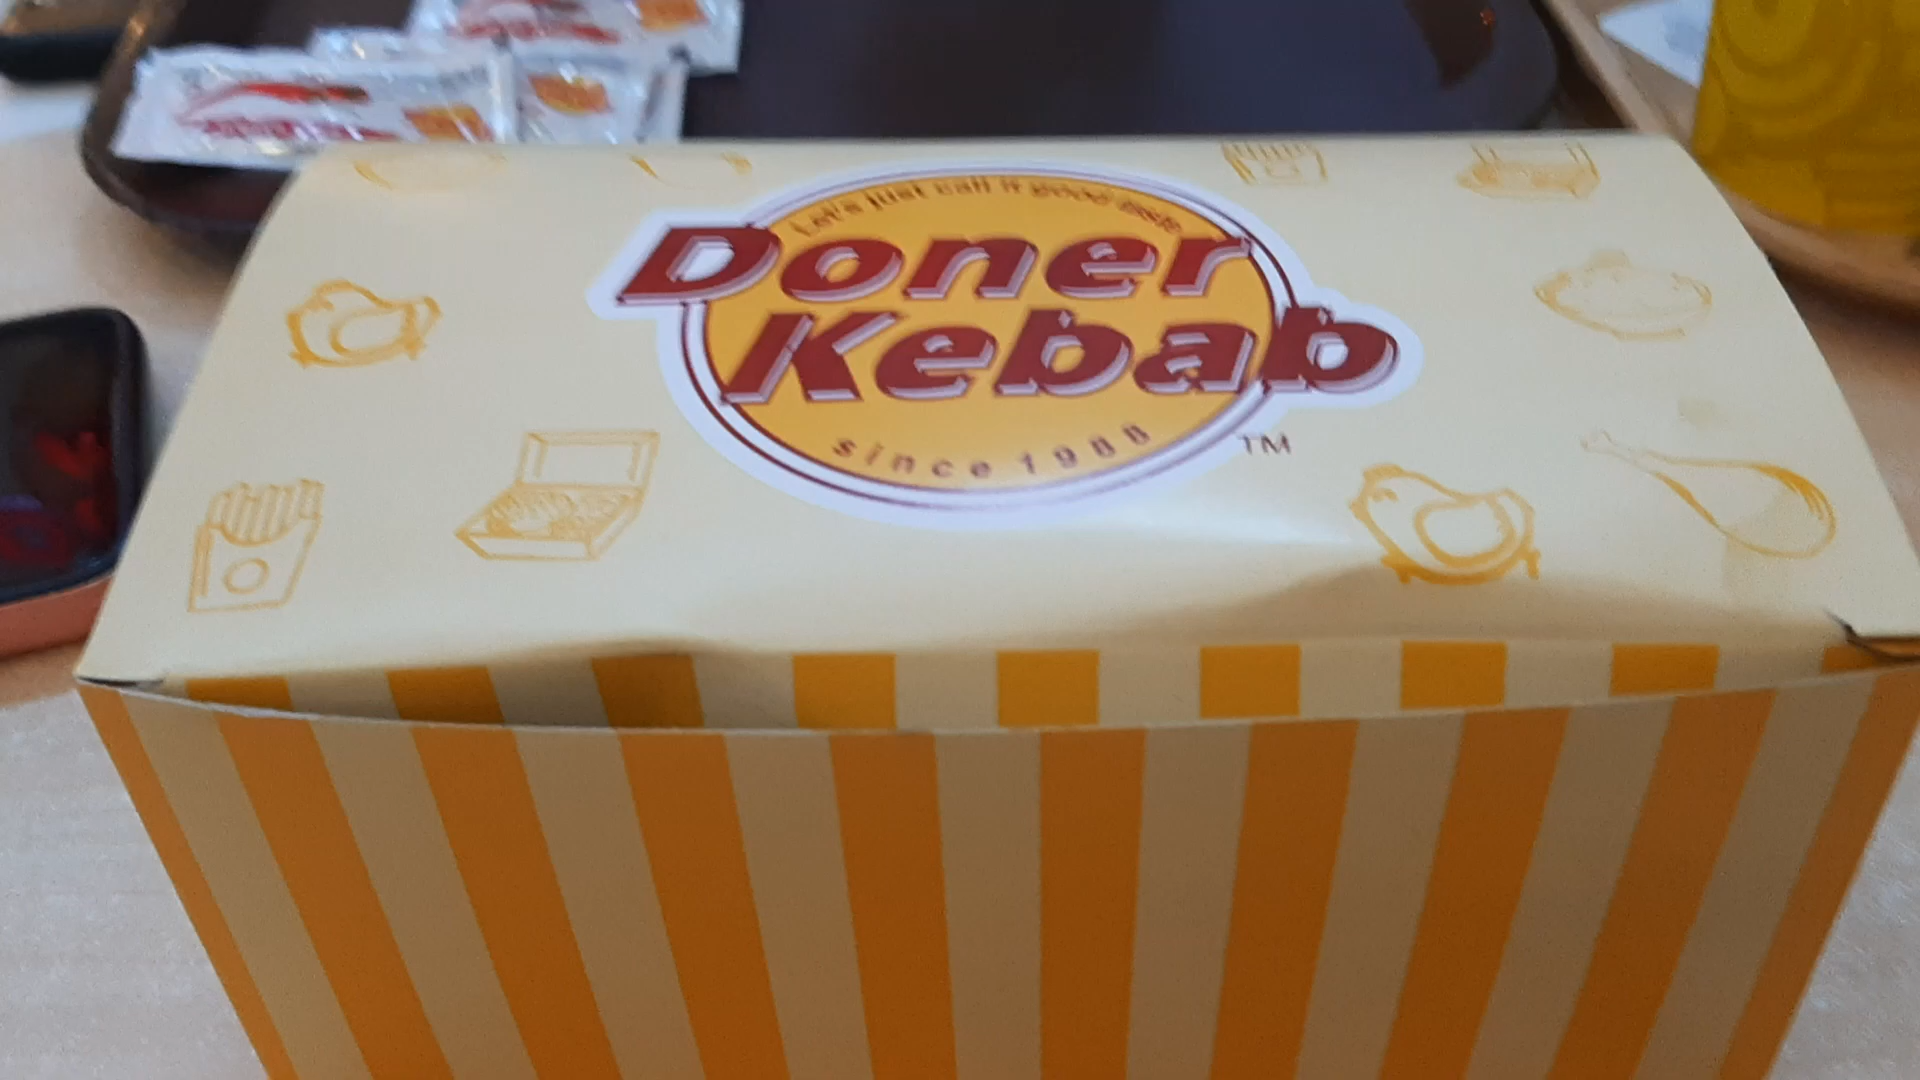 Let's just call it good taste
Doner
Kebab
since 1988
TM